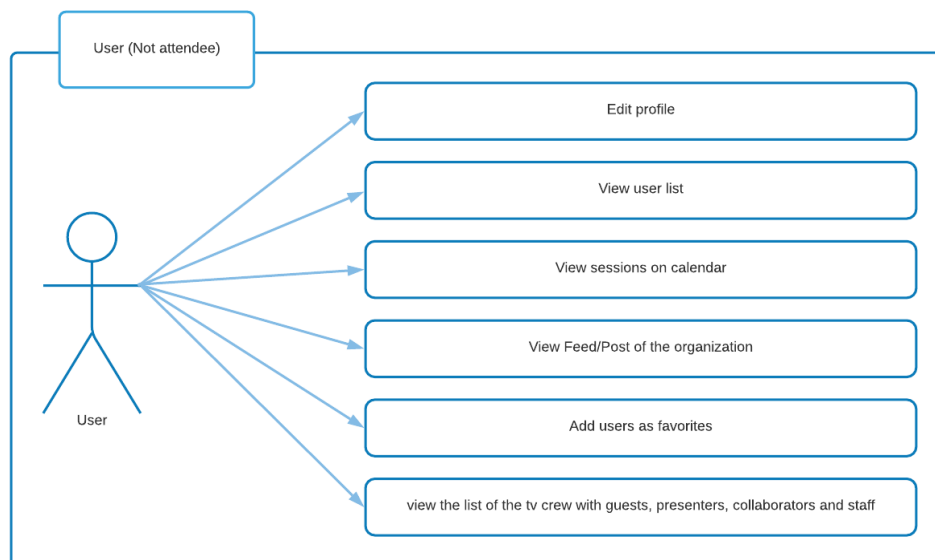 User (Not attendee)
Edit profile
View user list
View sessions on calendar
View Feed/Post of the organization
Add users as favorites
User
view the list of the tv crew with guests, presenters, collaborators and staff